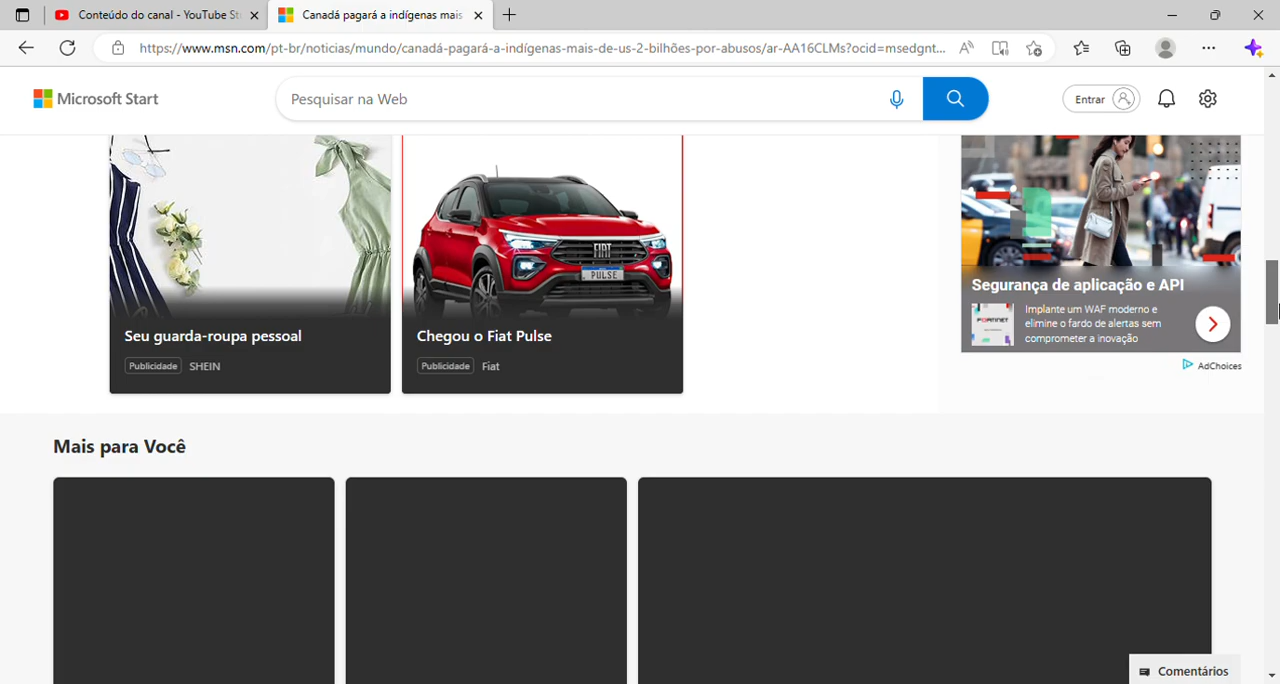 Conteúdo do canal - YouTube St
Canadá pagará a indígenas mais
https://www.msn.com/pt-br/noticias/mundo/canadá-pagará-a-indígenas-mais-de-us-2-bilhões-por-abusos/ar-AA16CLMs?ocid=msedgnt...
Microsoft Start
Pesquisar na Web
Entrar
FIAT
PULSE
Seu guarda-roupa pessoal
Publicidade SHEIN
Chegou o Fiat Pulse
Publicidade Fiat
Segurança de aplicação e API
FORTINET
Implante um WAF moderno e
elimine o fardo de alertas sem
comprometer a inovação
AdChoices
Mais para Você
Comentários